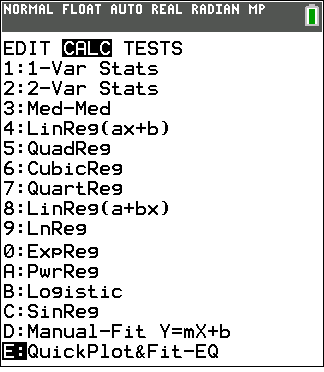 NORMAL FLOAT AUTO REAL RADIAN MP
EDIT CALC TESTS
1:1-Var Stats
2:2-Var Stats
3:Med-Med
4:LinReg(ax+b)
5:QuadReg
6:CubicReg
7:QuartReg
8:LinReg(a+bx)
9:LnReg
0:ExpReg
A:PwrReg
B:Logistic
C:SinReg
D:Manual-Fit Y=mX+b
E:QuickPlot&Fit-EQ